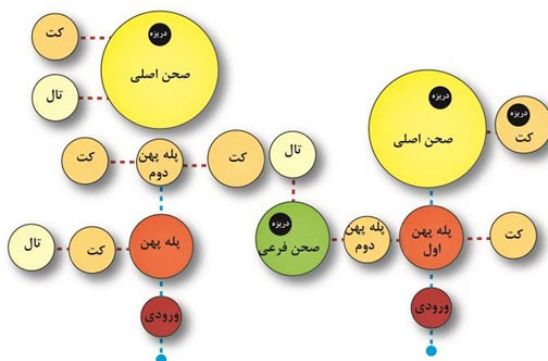 کت
دریزه
صحن اصلی
تال
کت
پله پهن
دوم
کت
تال
کت
پله پهن
ورودی
دریزه
صحن اصلی
دریزه
کت
تال
دریزه
صحن فرعی
پله پهن
دوم
پله پهن
اول
کت
ورودی